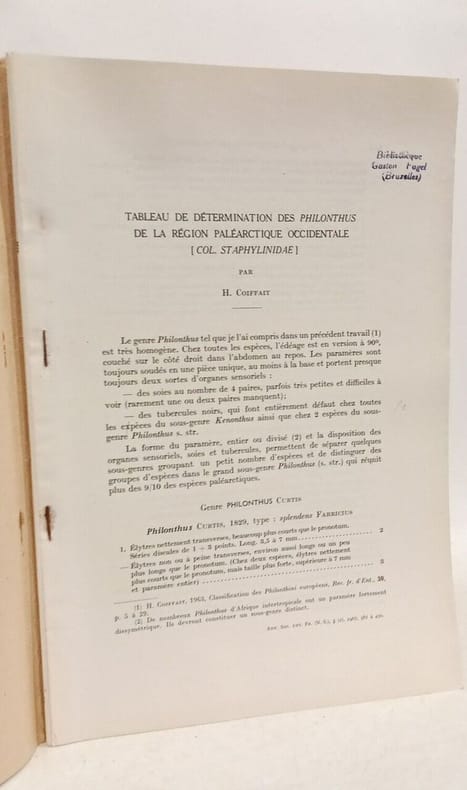 Bibliothèque
Gaston Fagel
(Bruxelles)
TABLEAU DE DÉTERMINATION DES PHILONTHUS
DE LA RÉGION PALÉARCTIQUE OCCIDENTALE
[COL. STAPHYLINIDAE]
PAR
H. COIFFAIT
Le genre Philonthus tel que je l'ai compris dans un précédent travail (1)
est très homogène. Chez toutes les espèces, l'édéage est en version à 90°,
couché sur le côté droit dans l'abdomen au repos. Les paramères sont
toujours soudés en une pièce unique, au moins à la base et portent presque
toujours deux sortes d'organes sensoriels :
— des soies au nombre de 4 paires, parfois très petites et difficiles à
voir (rarement une ou deux paires manquent);
— des tubercules noirs, qui font entièrement défaut chez toutes
les espèces du sous-genre Kenonthus ainsi que chez 2 espèces du sous-
genre Philonthus s. str.
La forme du paramère, entier ou divisé (2) et la disposition des
organes sensoriels, soies et tubercules, permettent de séparer quelques
sous-genres groupant un petit nombre d'espèces et de distinguer des
groupes d'espèces dans le grand sous-genre Philonthus (s. str.) qui réunit
plus des 9/10 des espèces paléarctiques.
Genre PHILONTHUS CURTIS
Philonthus CURTIS, 1829, type : splendens FABRICIUS
1. Élytres nettement transverses, beaucoup plus courts que le pronotum.
Séries discales de 1 + 3 points. Long. 3,5 à 7 mm.................. 2
— Élytres non ou à peine transverses, environ aussi longs ou un peu
plus longs que le pronotum. (Chez deux espèces, élytres nettement
plus courts que le pronotum, mais taille plus forte, supérieure à 7 mm
et paramère entier) .................................... 3
(1) H. COIFFAIT, 1963, Classification des Philonthini européens, Rev. fr. d'Ent., 30,
p. 5 à 29.
(2) De nombreux Philonthus d'Afrique intertropicale ont un paramère fortement
dissymétrique. Ils devront constituer un sous-genre distinct.
ANN. SOC. ENT. FR. (N. S.), 3 (2), 1967, 381 à 450.